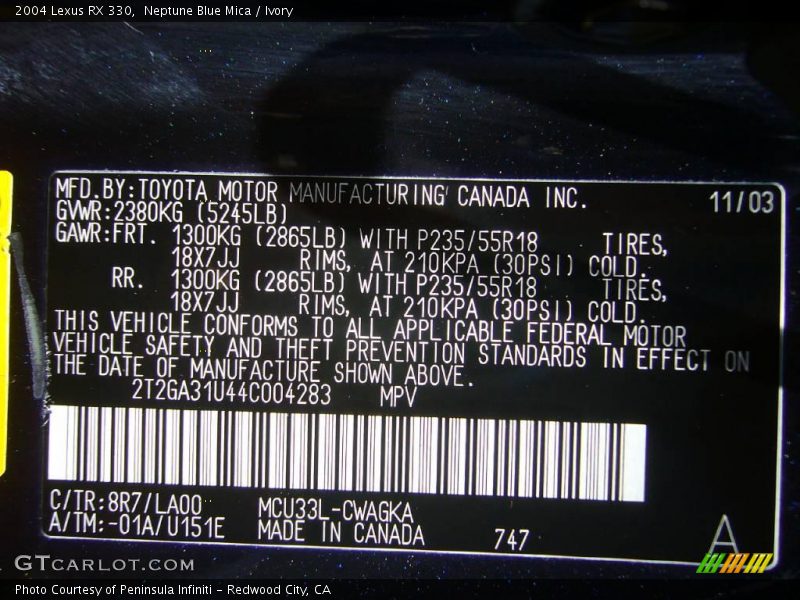 2004 Lexus RX 330, Neptune Blue Mica / Ivory
MFD.BY:TOYOTA MOTOR MANUFACTURING CANADA INC. 11/03
GVWR:2380KG (5245LB)
GAWR:FRT. 1300KG (2865LB) WITH P235/55R18 TIRES,
18X7JJ RIMS, AT 210KPA (30PSI) COLD.
RR. 1300KG (2865LB) WITH P235/55R18 TIRES,
18X7JJ RIMS, AT 210KPA (30PSI) COLD.
THIS VEHICLE CONFORMS TO ALL APPLICABLE FEDERAL MOTOR
VEHICLE SAFETY AND THEFT PREVENTION STANDARDS IN EFFECT ON
THE DATE OF MANUFACTURE SHOWN ABOVE.
2T2GA31U44C004283 MPV
C/TR:8R7/LA00 MCU33L-CWAGKA
A/TM:-01A/U151E MADE IN CANADA 747 A
GTCARLOT.COM
Photo Courtesy of Peninsula Infiniti - Redwood City, CA